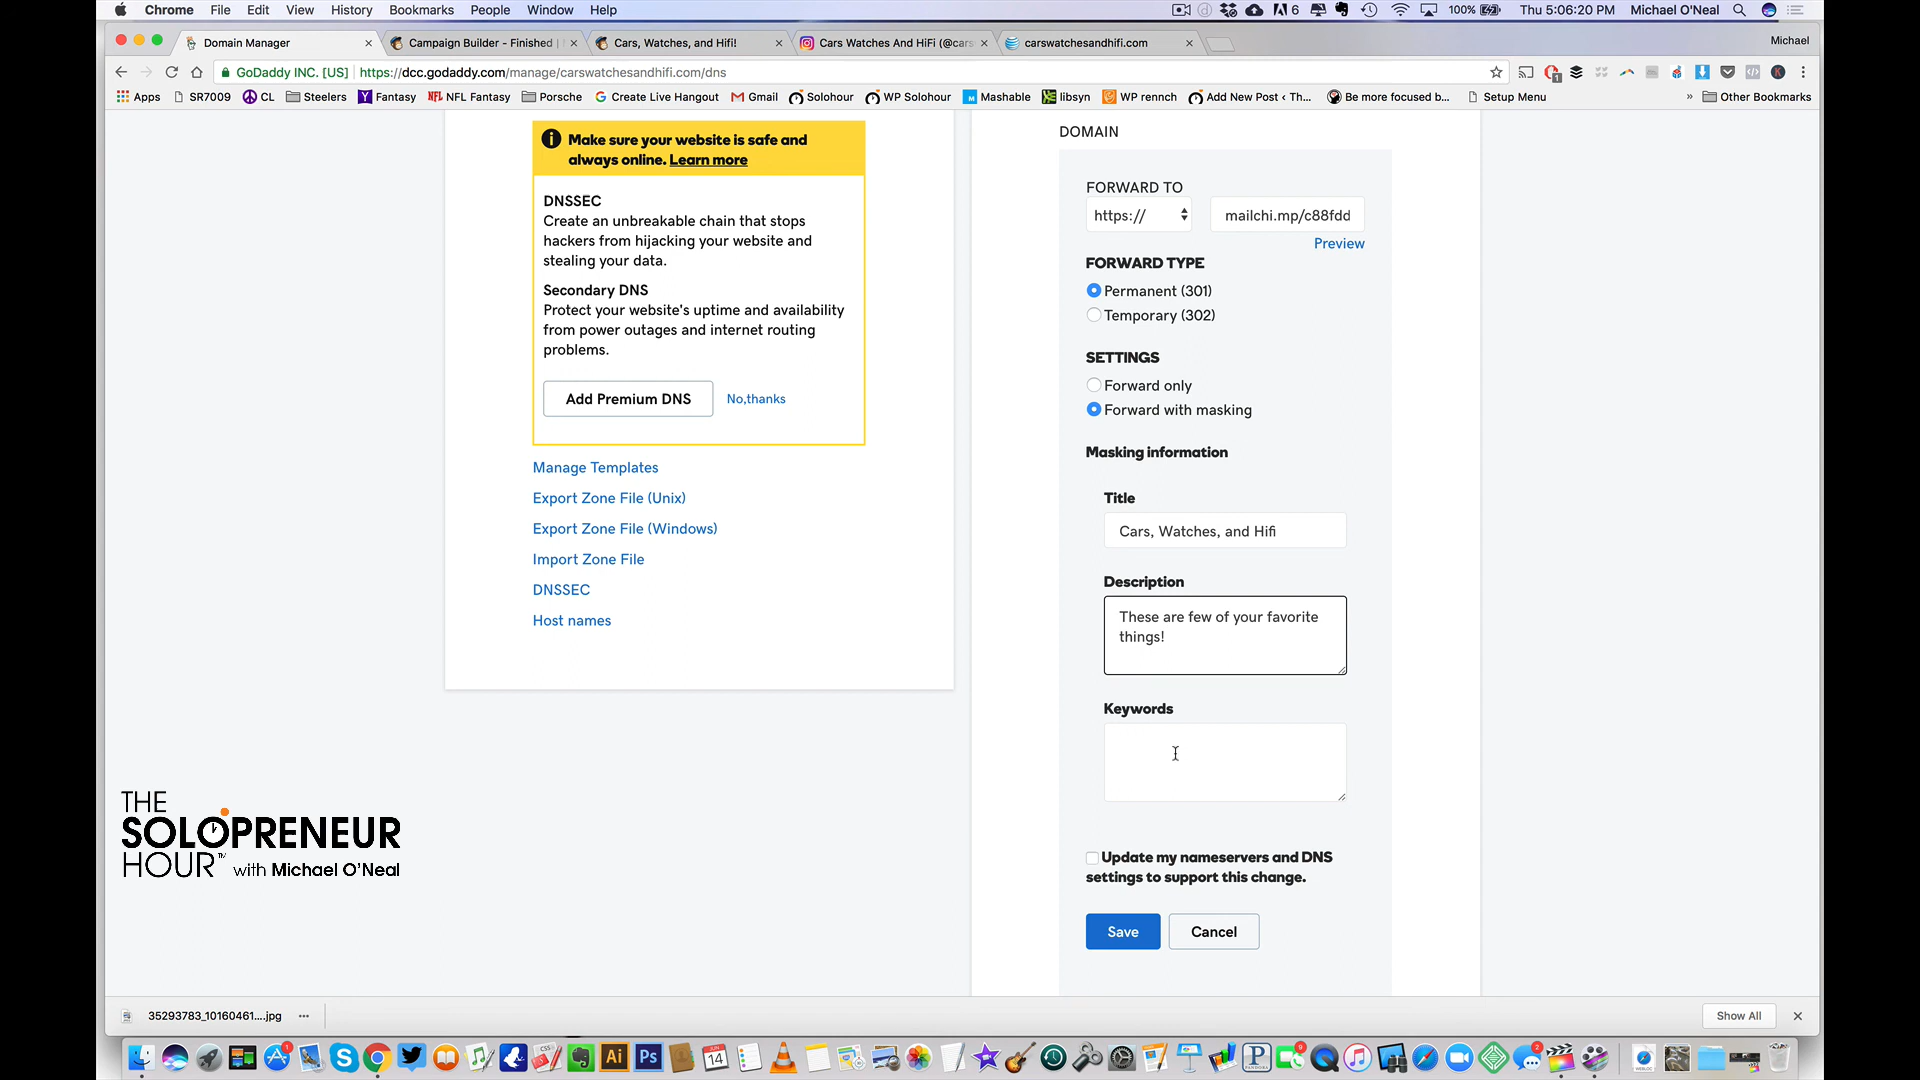 Chrome File Edit View History Bookmarks People Window Help 6 100% Thu 5:06:20 PM Michael O'Neal
Domain Manager Campaign Builder - Finished | Cars, Watches, and Hifi! Cars Watches And HiFi (@cars carswatchesandhifi.com Michael
GoDaddy INC. [US] https://dcc.godaddy.com/manage/carswatchesandhifi.com/dns
Apps SR7009 CL Steelers Fantasy NFL Fantasy Porsche Create Live Hangout Gmail Solohour WP Solohour Mashable libsyn WP rennch Add New Post ‹ Th... Be more focused b... Setup Menu » Other Bookmarks
Make sure your website is safe and
always online. Learn more
DNSSEC
Create an unbreakable chain that stops
hackers from hijacking your website and
stealing your data.
Secondary DNS
Protect your website's uptime and availability
from power outages and internet routing
problems.
Add Premium DNS No,thanks
Manage Templates
Export Zone File (Unix)
Export Zone File (Windows)
Import Zone File
DNSSEC
Host names
DOMAIN
FORWARD TO
https:// mailchi.mp/c88fdd
Preview
FORWARD TYPE
Permanent (301)
Temporary (302)
SETTINGS
Forward only
Forward with masking
Masking information
Title
Cars, Watches, and Hifi
Description
These are few of your favorite
things!
Keywords
Update my nameservers and DNS
settings to support this change.
Save Cancel
THE
SOLOPRENEUR
HOUR™ with Michael O'Neal
35293783_10160461....jpg Show All
JUN
14
Ai Ps